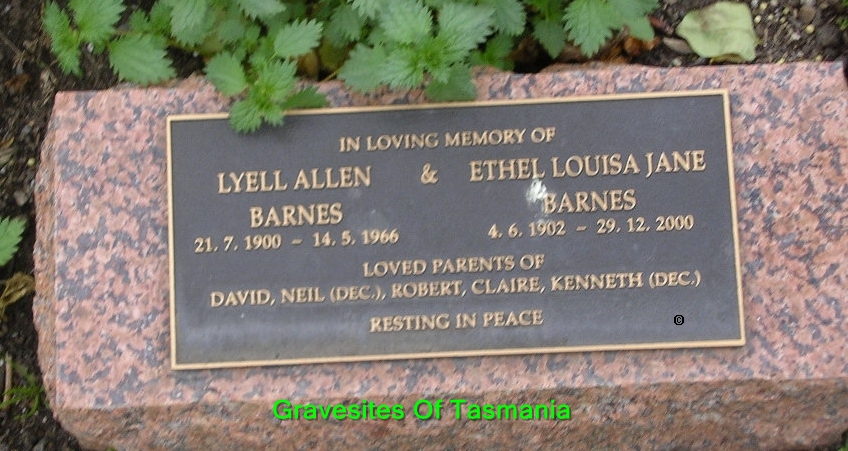 IN LOVING MEMORY OF
LYELL ALLEN & ETHEL LOUISA JANE
BARNES BARNES
21. 7. 1900 – 14. 5. 1966 4. 6. 1902 – 29. 12. 2000
LOVED PARENTS OF
DAVID, NEIL (DEC.), ROBERT, CLAIRE, KENNETH (DEC.)
RESTING IN PEACE
©
Gravesites Of Tasmania